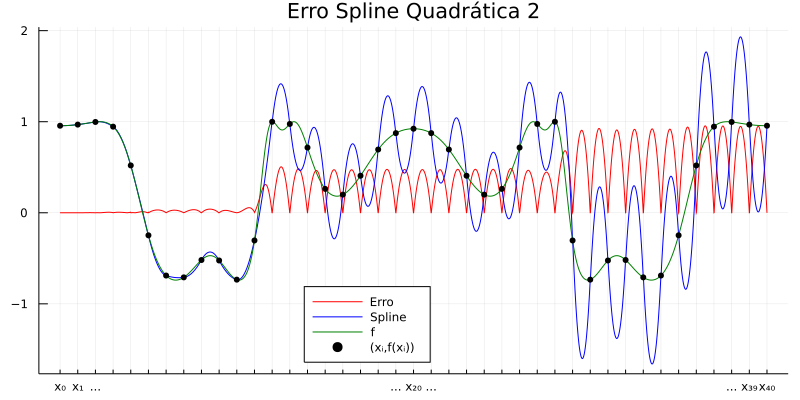 Erro Spline Quadrática 2
2
1
0
−1
Erro
Spline
f
(xᵢ,f(xᵢ))
x₀ x₁ ... ... x₂₀ ... ... x₃₉ x₄₀